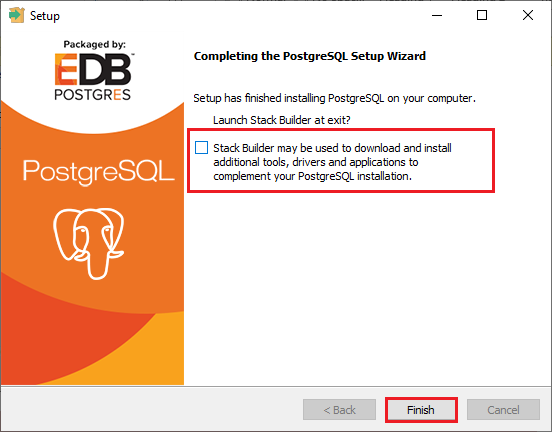 Setup
Packaged by:
EDB
POSTGRES
PostgreSQL
Completing the PostgreSQL Setup Wizard
Setup has finished installing PostgreSQL on your computer.
Launch Stack Builder at exit?
Stack Builder may be used to download and install
additional tools, drivers and applications to
complement your PostgreSQL installation.
< Back
Finish
Cancel